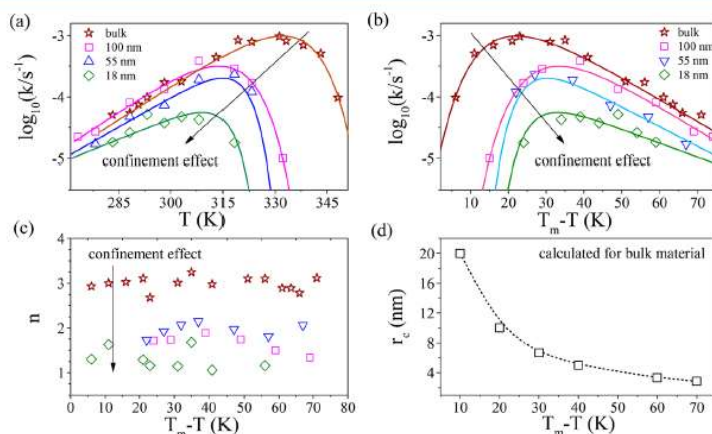 (a)
bulk
100 nm
55 nm
18 nm
confinement effect
log₁₀(k/s⁻¹)
-3
-4
-5
285 300 315 330 345
T (K)
(b)
bulk
100 nm
55 nm
18 nm
confinement effect
log₁₀(k/s⁻¹)
-3
-4
-5
10 20 30 40 50 60 70
Tₘ-T (K)
(c)
confinement effect
n
4
3
2
1
0 10 20 30 40 50 60 70 80
Tₘ-T (K)
(d)
calculated for bulk material
r_c (nm)
20
16
12
8
4
10 20 30 40 50 60 70
Tₘ-T (K)